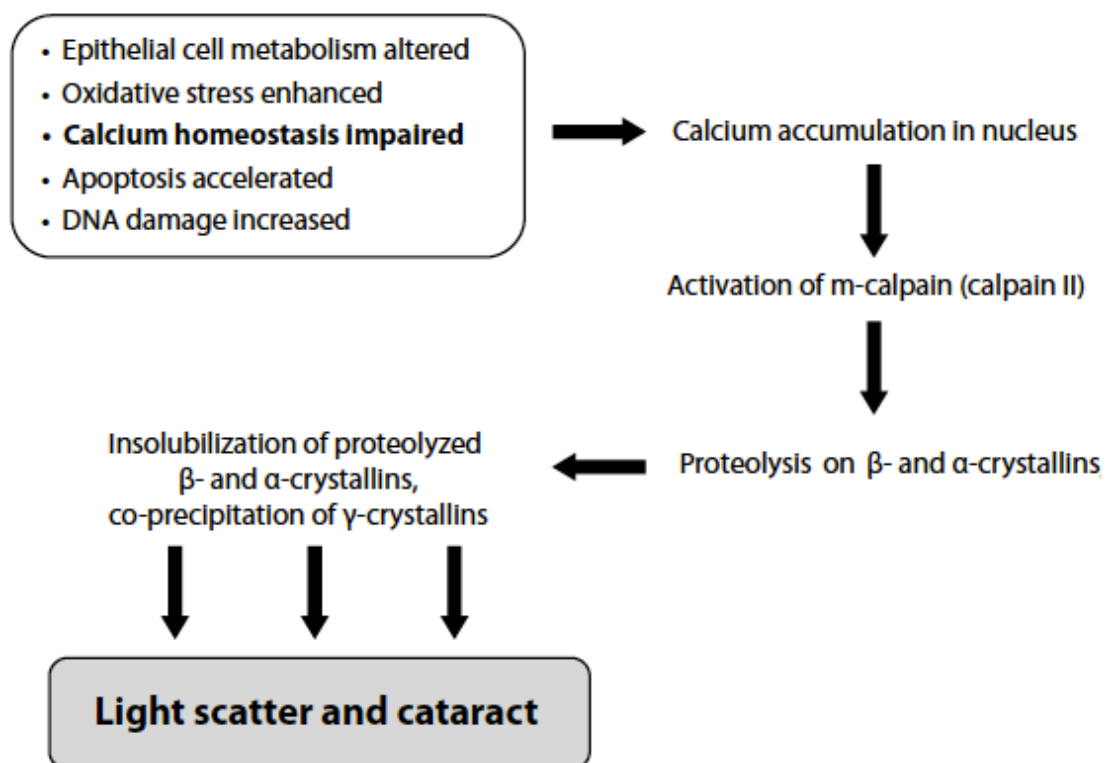 • Epithelial cell metabolism altered
• Oxidative stress enhanced
• Calcium homeostasis impaired
• Apoptosis accelerated
• DNA damage increased
Calcium accumulation in nucleus
Activation of m-calpain (calpain II)
Proteolysis on β- and α-crystallins
Insolubilization of proteolyzed
β- and α-crystallins,
co-precipitation of γ-crystallins
Light scatter and cataract